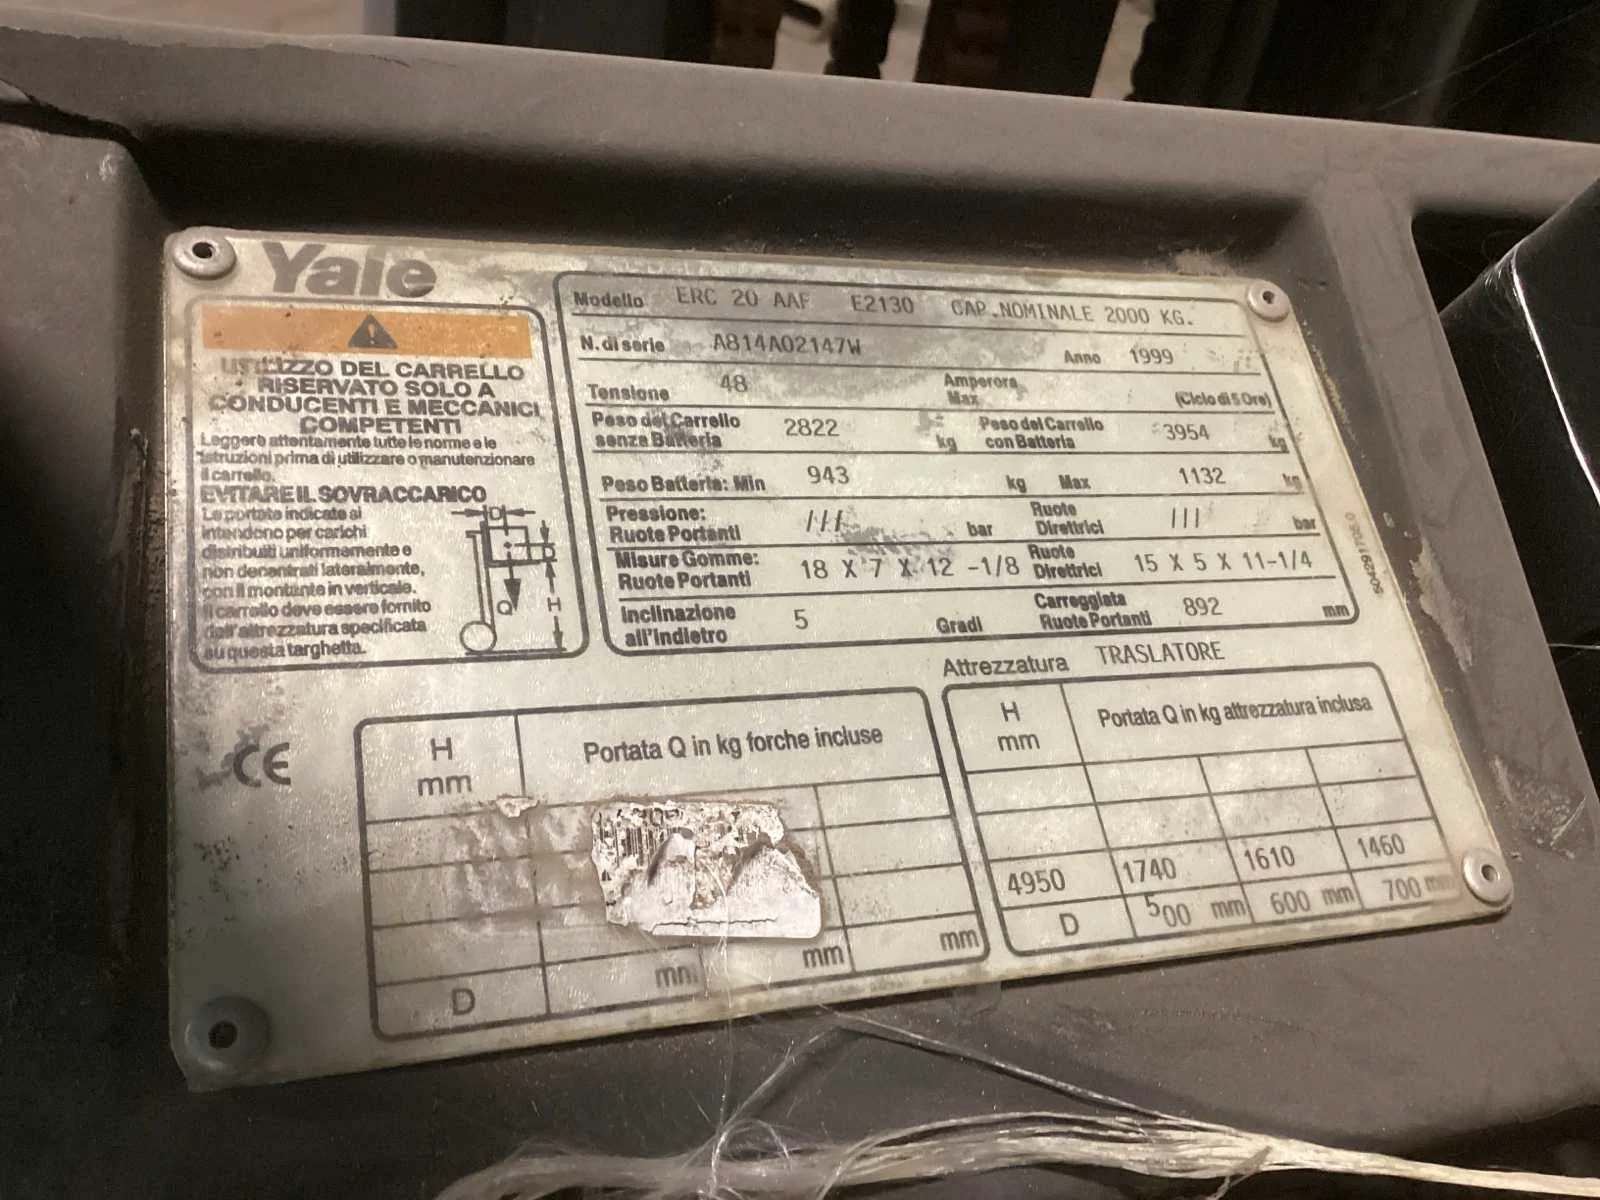 Yale
Modello ERC 20 AAF E2130 CAP.NOMINALE 2000 KG.
N. di serie A814A02147W Anno 1999
Tensione 48 Amperora Max (Ciclo di 5 Ore)
Peso del Carrello senza Batteria 2822 kg Peso del Carrello con Batteria 3954 kg
Peso Batteria: Min 943 kg Max 1132 kg
Pressione: Ruote Portanti /// bar Ruote Direttrici /// bar
Misure Gomme: Ruote Portanti 18 X 7 X 12 -1/8 Ruote Direttrici 15 X 5 X 11-1/4
Inclinazione all'Indietro 5 Gradi Carreggiata Ruote Portanti 892 mm
UTILIZZO DEL CARRELLO
RISERVATO SOLO A
CONDUCENTI E MECCANICI
COMPETENTI
Leggere attentamente tutte le norme e le
istruzioni prima di utilizzare o manutenzionare
il carrello.
EVITARE IL SOVRACCARICO
Le portate indicate si
intendono per carichi
distribuiti uniformemente e
non decentrati lateralmente,
con il montante in verticale.
Il carrello deve essere fornito
dell'attrezzatura specificata
su questa targhetta.
D
D
Q
H
CE
H mm Portata Q in kg forche incluse
D mm mm mm
Attrezzatura TRASLATORE
H mm Portata Q in kg attrezzatura inclusa
4950 1740 1610 1460
D 500 mm 600 mm 700 mm